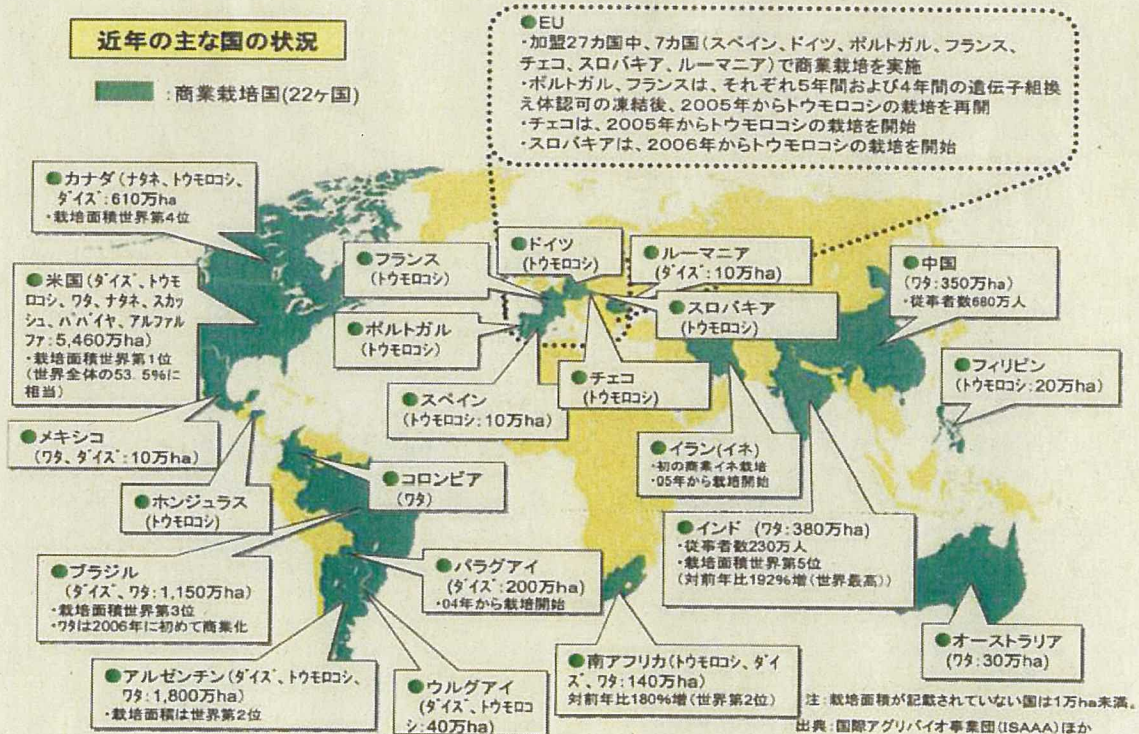 近年の主な国の状況
:商業栽培国(22ヶ国)
●EU
・加盟27カ国中、7カ国(スペイン、ドイツ、ポルトガル、フランス、
チェコ、スロバキア、ルーマニア)で商業栽培を実施
・ポルトガル、フランスは、それぞれ5年間および4年間の遺伝子組換
え体認可の凍結後、2005年からトウモロコシの栽培を再開
・チェコは、2005年からトウモロコシの栽培を開始
・スロバキアは、2006年からトウモロコシの栽培を開始
●カナダ(ナタネ、トウモロコシ、
ダイズ:610万ha)
・栽培面積世界第4位
●米国(ダイズ、トウモ
ロコシ、ワタ、ナタネ、スカッ
シュ、パパイヤ、アルファル
ファ:5,460万ha)
・栽培面積世界第1位
(世界全体の53.5%に
相当)
●フランス
(トウモロコシ)
●ドイツ
(トウモロコシ)
●ルーマニア
(ダイズ:10万ha)
●中国
(ワタ:350万ha)
・従事者数680万人
●ポルトガル
(トウモロコシ)
●スロバキア
(トウモロコシ)
●スペイン
(トウモロコシ:10万ha)
●チェコ
(トウモロコシ)
●フィリピン
(トウモロコシ:20万ha)
●メキシコ
(ワタ、ダイズ:10万ha)
●イラン(イネ)
・初の商業イネ栽培
・05年から栽培開始
●ホンジュラス
(トウモロコシ)
●コロンビア
(ワタ)
●インド (ワタ:380万ha)
・従事者数230万人
・栽培面積世界第5位
(対前年比192%増(世界最高))
●ブラジル
(ダイズ、ワタ:1,150万ha)
・栽培面積世界第3位
・ワタは2006年に初めて商業化
●パラグアイ
(ダイズ:200万ha)
・04年から栽培開始
●オーストラリア
(ワタ:30万ha)
●アルゼンチン(ダイズ、トウモロコシ、
ワタ:1,800万ha)
・栽培面積は世界第2位
●ウルグアイ
(ダイズ、トウモロコ
シ:40万ha)
●南アフリカ(トウモロコシ、ダイ
ズ、ワタ:140万ha)
対前年比180%増(世界第2位)
注:栽培面積が記載されていない国は1万ha未満。
出典:国際アグリバイオ事業団(ISAAA)ほか